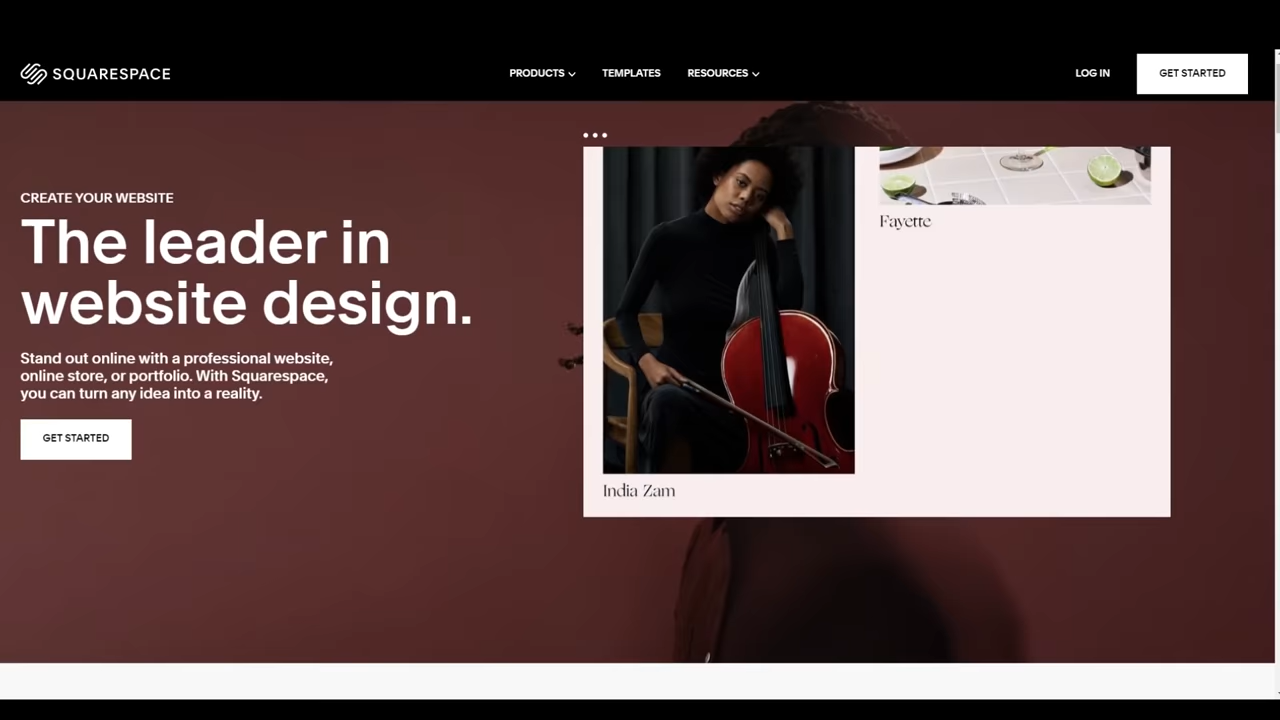 SQUARESPACE
PRODUCTS
TEMPLATES
RESOURCES
LOG IN
GET STARTED
CREATE YOUR WEBSITE
The leader in
website design.
Stand out online with a professional website,
online store, or portfolio. With Squarespace,
you can turn any idea into a reality.
GET STARTED
Fayette
India Zam